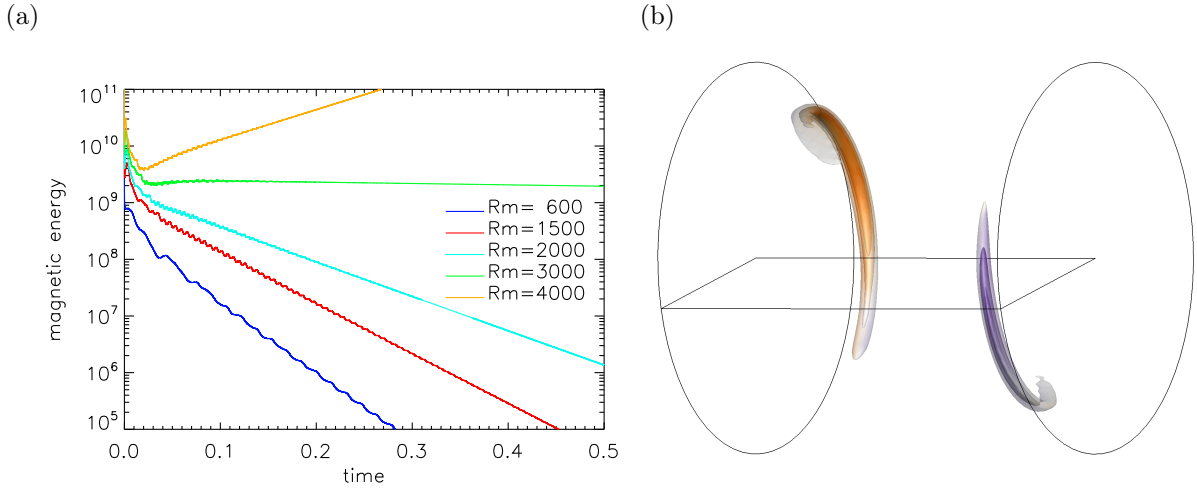 (a)
(b)
magnetic energy
10^11
10^10
10^9
10^8
10^7
10^6
10^5
Rm= 600
Rm=1500
Rm=2000
Rm=3000
Rm=4000
0.0 0.1 0.2 0.3 0.4 0.5
time